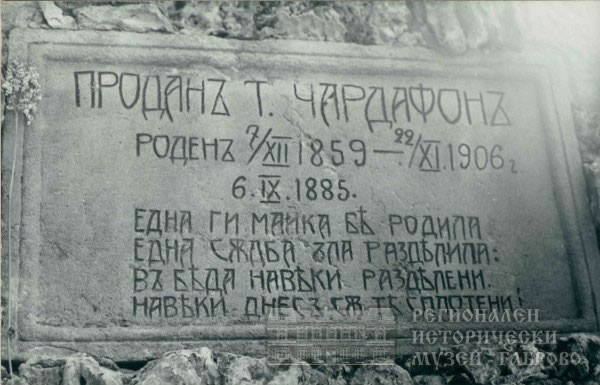 ПРОДАНЪ Т. ЧАРДАФОНЪ
РОДЕНЪ 7/XII 1859 – 22/XI. 1906 г
6. IX. 1885.
ЕДНА ГИ МАЙКА БѢ РОДИЛА
ЕДНА СѪДБА ЗЛА РАЗДѢЛИЛА:
ВЪ БѢДА НАВѢКИ РАЗДѢЛЕНИ.
НАВѢКИ ДНЕСЪ СѪ ТѢ СПЛОТЕНИ!
РЕГИОНАЛЕН
ИСТОРИЧЕСКИ
МУЗЕЙ - ГАБРОВО